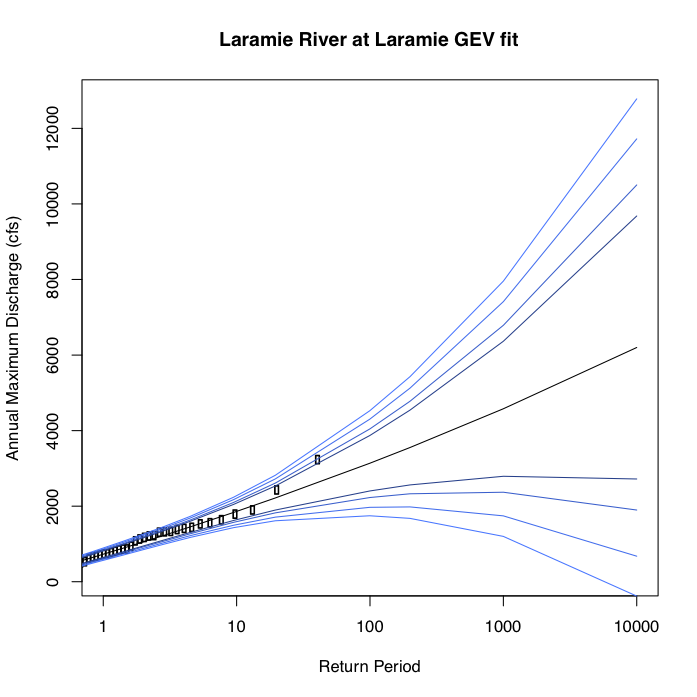 Laramie River at Laramie GEV fit
Annual Maximum Discharge (cfs)
12000
10000
8000
6000
4000
2000
0
1 10 100 1000 10000
Return Period